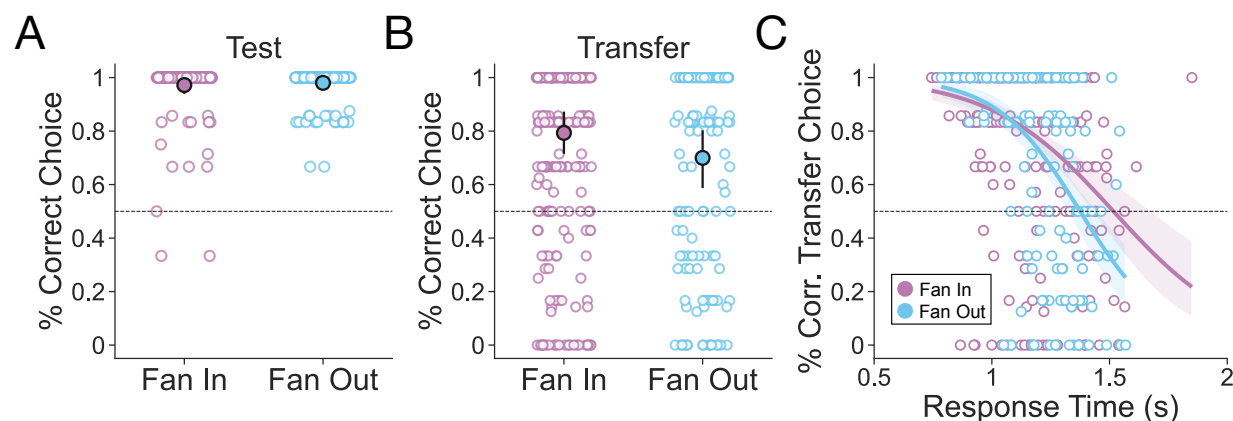 A
Test
% Correct Choice
1
0.8
0.6
0.4
0.2
0
Fan In
Fan Out
B
Transfer
% Correct Choice
1
0.8
0.6
0.4
0.2
0
Fan In
Fan Out
C
% Corr. Transfer Choice
1
0.8
0.6
0.4
0.2
0
Fan In
Fan Out
0.5
1
1.5
2
Response Time (s)